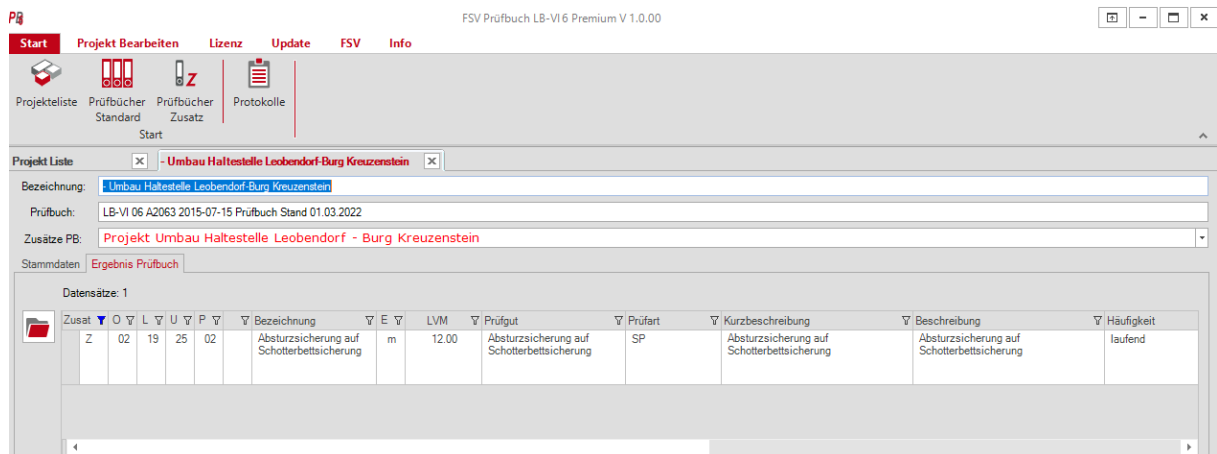 PB
FSV Prüfbuch LB-VI 6 Premium V 1.0.00
Start Projekt Bearbeiten Lizenz Update FSV Info
Projekteliste Prüfbücher Standard Prüfbücher Zusatz Protokolle
Start
Projekt Liste - Umbau Haltestelle Leobendorf-Burg Kreuzenstein
Bezeichnung: - Umbau Haltestelle Leobendorf-Burg Kreuzenstein
Prüfbuch: LB-VI 06 A2063 2015-07-15 Prüfbuch Stand 01.03.2022
Zusätze PB: Projekt Umbau Haltestelle Leobendorf - Burg Kreuzenstein
Stammdaten Ergebnis Prüfbuch
Datensätze: 1
Zusat O L U P Bezeichnung E LVM Prüfgut Prüfart Kurzbeschreibung Beschreibung Häufigkeit
Z 02 19 25 02 Absturzsicherung auf m 12.00 Absturzsicherung auf SP Absturzsicherung auf Absturzsicherung auf laufend
Schotterbettsicherung Schotterbettsicherung Schotterbettsicherung Schotterbettsicherung